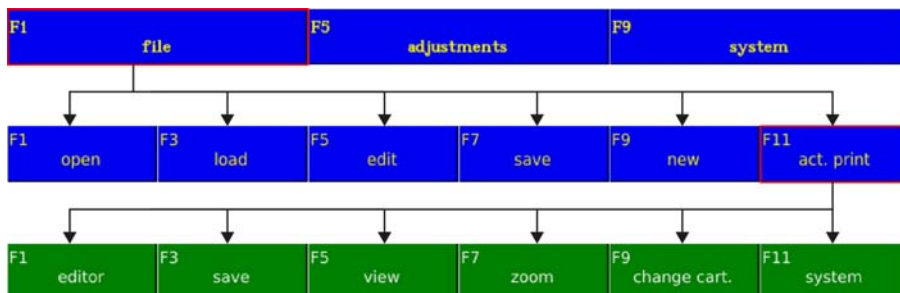 F1 F5 F9
file adjustments system
F1 F3 F5 F7 F9 F11
open load edit save new act. print
F1 F3 F5 F7 F9 F11
editor save view zoom change cart. system